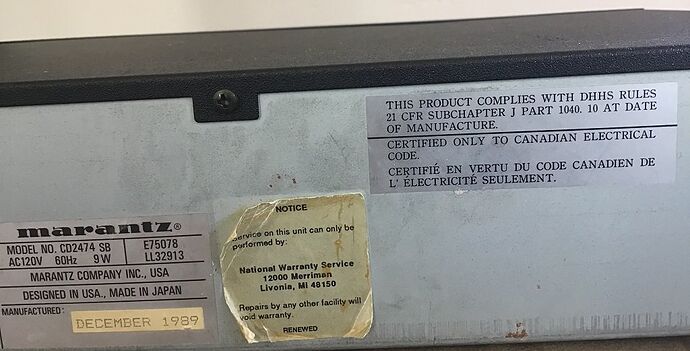 THIS PRODUCT COMPLIES WITH DHHS RULES
21 CFR SUBCHAPTER J PART 1040. 10 AT DATE
OF MANUFACTURE.
CERTIFIED ONLY TO CANADIAN ELECTRICAL
CODE.
CERTIFIÉ EN VERTU DU CODE CANADIEN DE
L' ÉLECTRICITÉ SEULEMENT.
marantz®
MODEL NO. CD2474 SB E75078
AC120V 60Hz 9W LL32913
MARANTZ COMPANY INC., USA
DESIGNED IN USA., MADE IN JAPAN
MANUFACTURED:
DECEMBER 1989
NOTICE
Service on this unit can only be
performed by:
National Warranty Service
12000 Merriman
Livonia, MI 48150
Repairs by any other facility will
void warranty.
RENEWED